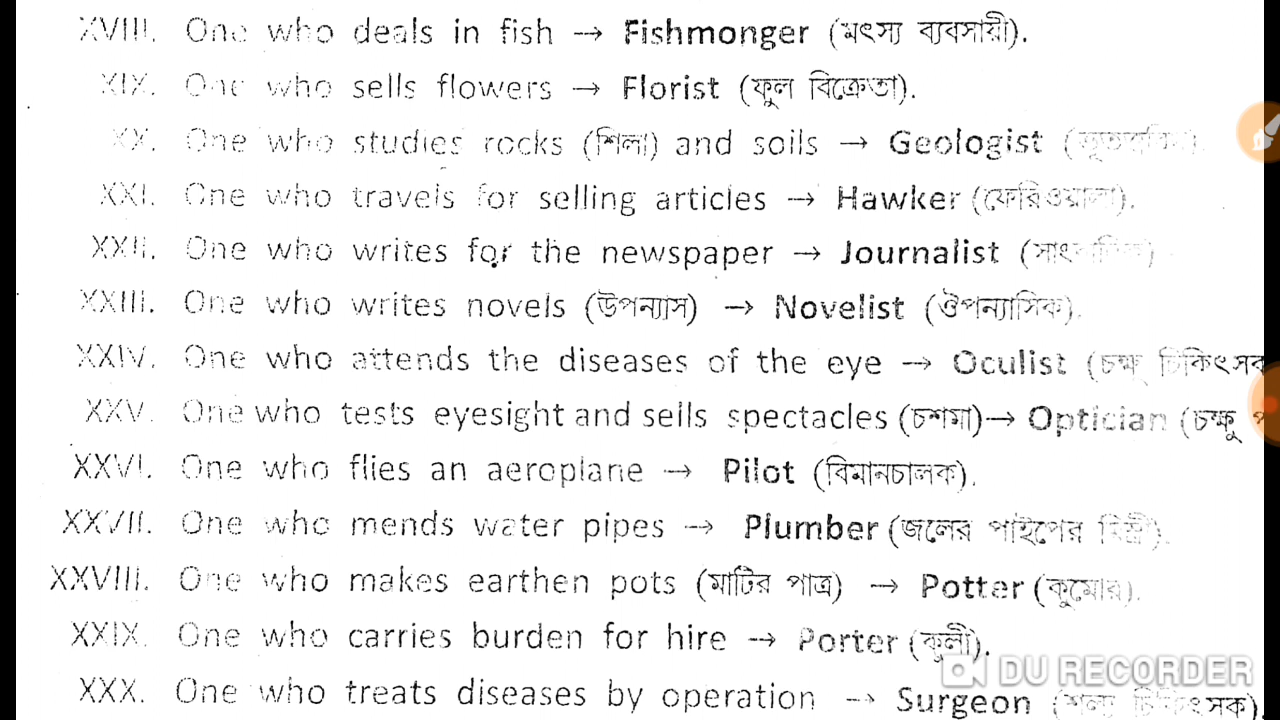 XVIII. One who deals in fish → Fishmonger (মৎস্য ব্যবসায়ী).
XIX. One who sells flowers → Florist (ফুল বিক্রেতা).
XX. One who studies rocks (শিলা) and soils → Geologist
XXI. One who travels for selling articles → Hawker (ফেরিওয়ালা).
XXII. One who writes for the newspaper → Journalist
XXIII. One who writes novels (উপন্যাস) → Novelist (ঔপন্যাসিক).
XXIV. One who attends the diseases of the eye → Oculist (চক্ষু চিকিৎসক
XXV. One who tests eyesight and sells spectacles (চশমা)→ Optician (চক্ষু
XXVI. One who flies an aeroplane → Pilot (বিমানচালক).
XXVII. One who mends water pipes → Plumber (জলের পাইপের মিস্ত্রী).
XXVIII. One who makes earthen pots (মাটির পাত্র) → Potter (কুমোর).
XXIX. One who carries burden for hire → Porter (কুলী).
XXX. One who treats diseases by operation → Surgeon (শল্য চিকিৎসক).
DU RECORDER